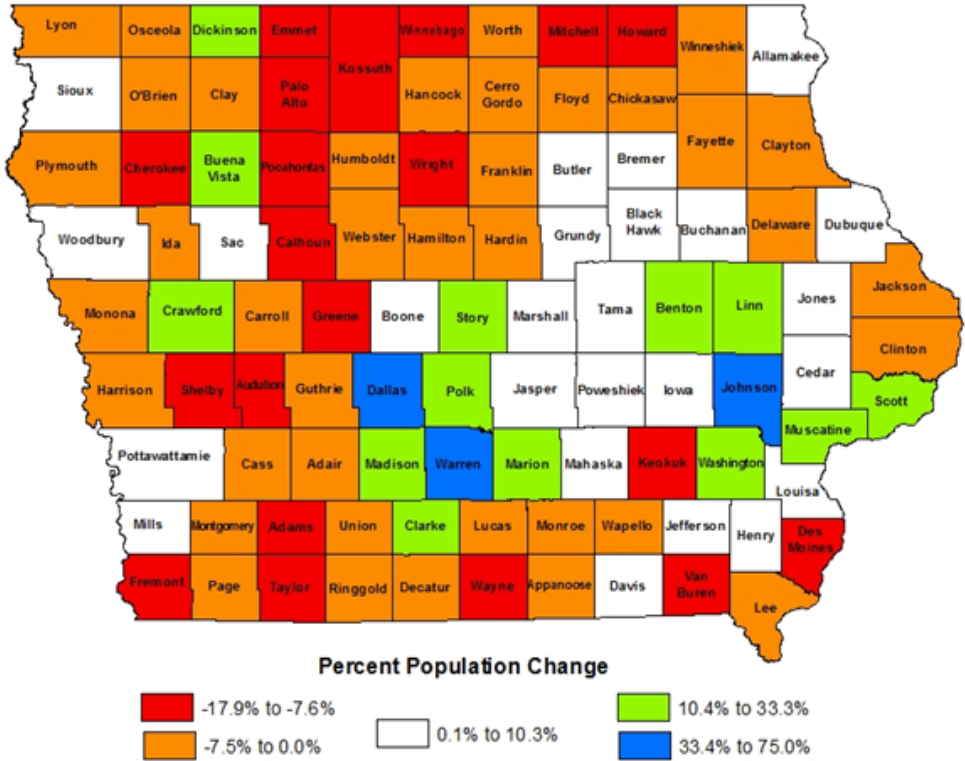 Lyon
Osceola
Dickinson
Emmet
Kossuth
Winnebago
Worth
Mitchell
Howard
Winneshiek
Allamakee
Sioux
O'Brien
Clay
Palo
Alto
Hancock
Cerro
Gordo
Floyd
Chickasaw
Plymouth
Cherokee
Buena
Vista
Pocahontas
Humboldt
Wright
Franklin
Butler
Bremer
Fayette
Clayton
Woodbury
Ida
Sac
Calhoun
Webster
Hamilton
Hardin
Grundy
Black
Hawk
Buchanan
Delaware
Dubuque
Monona
Crawford
Carroll
Greene
Boone
Story
Marshall
Tama
Benton
Linn
Jones
Jackson
Clinton
Harrison
Shelby
Audubon
Guthrie
Dallas
Polk
Jasper
Poweshiek
Iowa
Johnson
Cedar
Scott
Muscatine
Pottawattamie
Cass
Adair
Madison
Warren
Marion
Mahaska
Keokuk
Washington
Louisa
Mills
Montgomery
Adams
Union
Clarke
Lucas
Monroe
Wapello
Jefferson
Henry
Des
Moines
Fremont
Page
Taylor
Ringgold
Decatur
Wayne
Appanoose
Davis
Van
Buren
Lee
Percent Population Change
-17.9% to -7.6%
-7.5% to 0.0%
0.1% to 10.3%
10.4% to 33.3%
33.4% to 75.0%